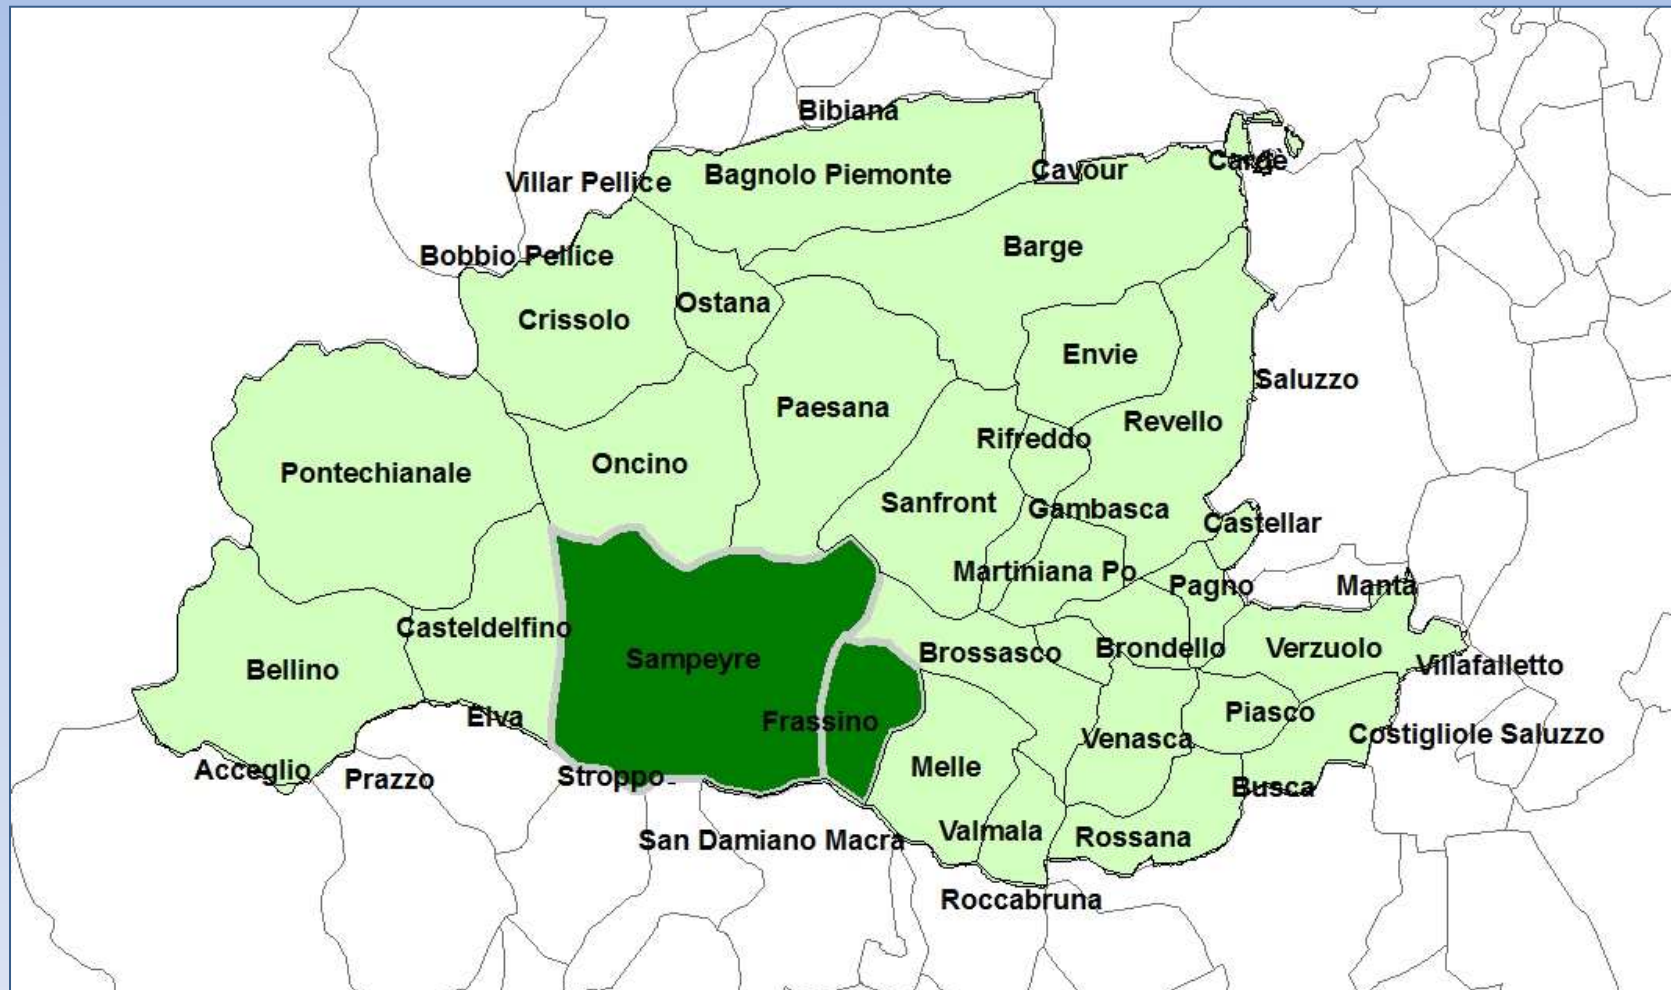 Bibiana
Cavour
Cardè
Bagnolo Piemonte
Villar Pellice
Barge
Bobbio Pellice
Ostana
Crissolo
Envie
Saluzzo
Paesana
Revello
Rifreddo
Oncino
Pontechianale
Sanfront
Gambasca
Castellar
Martiniana Po
Pagno
Manta
Casteldelfino
Brondello
Verzuolo
Brossasco
Sampeyre
Villafalletto
Bellino
Piasco
Elva
Frassino
Costigliole Saluzzo
Venasca
Melle
Acceglio
Stroppo
Prazzo
Busca
Valmala
Rossana
San Damiano Macra
Roccabruna